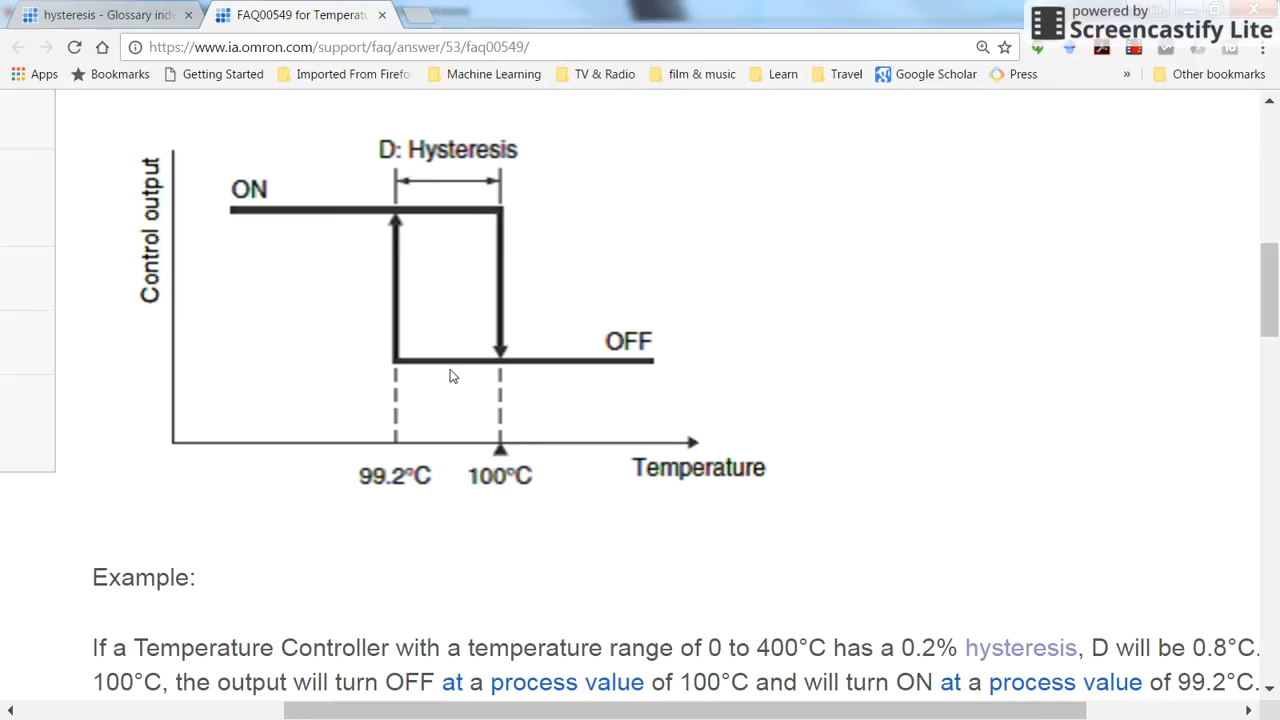 hysteresis - Glossary inde
FAQ00549 for Temperatu
powered by
Screencastify Lite
https://www.ia.omron.com/support/faq/answer/53/faq00549/
Apps
Bookmarks
Getting Started
Imported From Firefo
Machine Learning
TV & Radio
film & music
Learn
Travel
Google Scholar
Press
»
Other bookmarks
D: Hysteresis
ON
Control output
OFF
99.2°C
100°C
Temperature
Example:
If a Temperature Controller with a temperature range of 0 to 400°C has a 0.2% hysteresis, D will be 0.8°C.
100°C, the output will turn OFF at a process value of 100°C and will turn ON at a process value of 99.2°C.